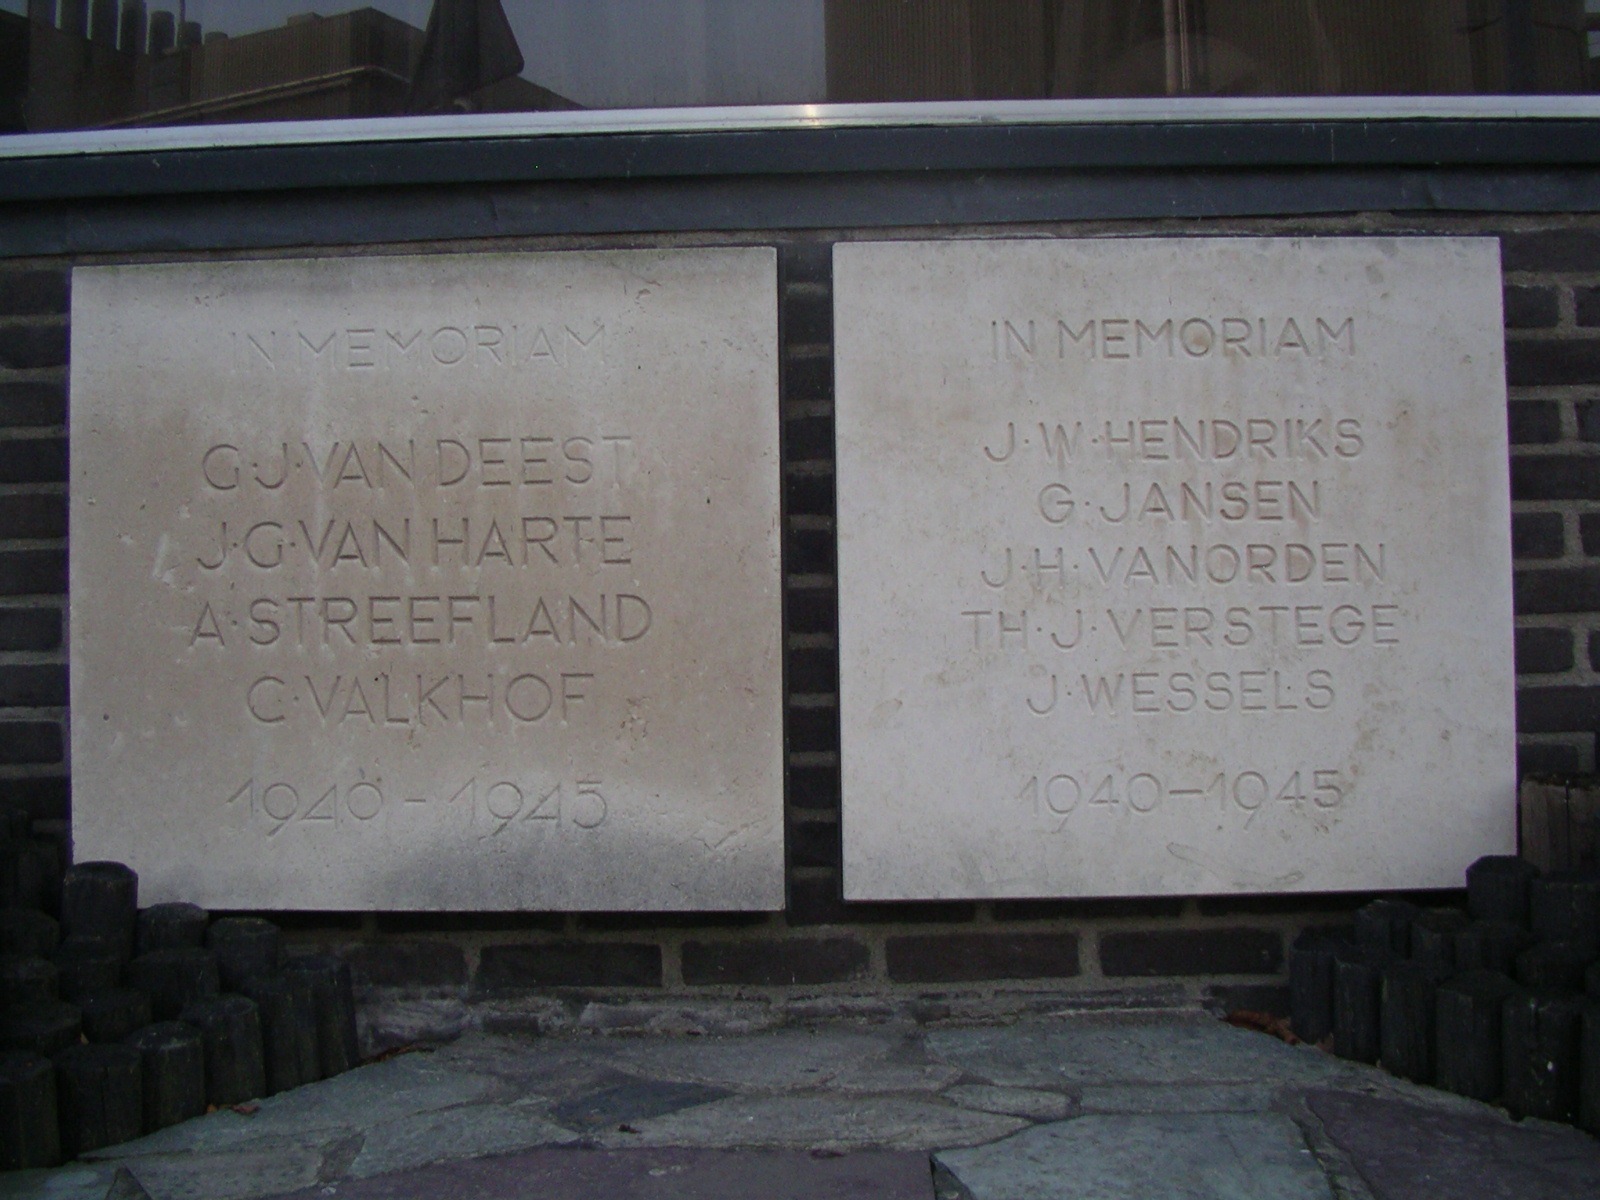 IN MEMORIAM
G·J·VAN DEEST
J·G·VAN HARTE
A·STREEFLAND
C·VALKHOF
1940-1945
IN MEMORIAM
J·W·HENDRIKS
G·JANSEN
J·H·VANORDEN
TH·J·VERSTEGE
J·WESSELS
1940-1945